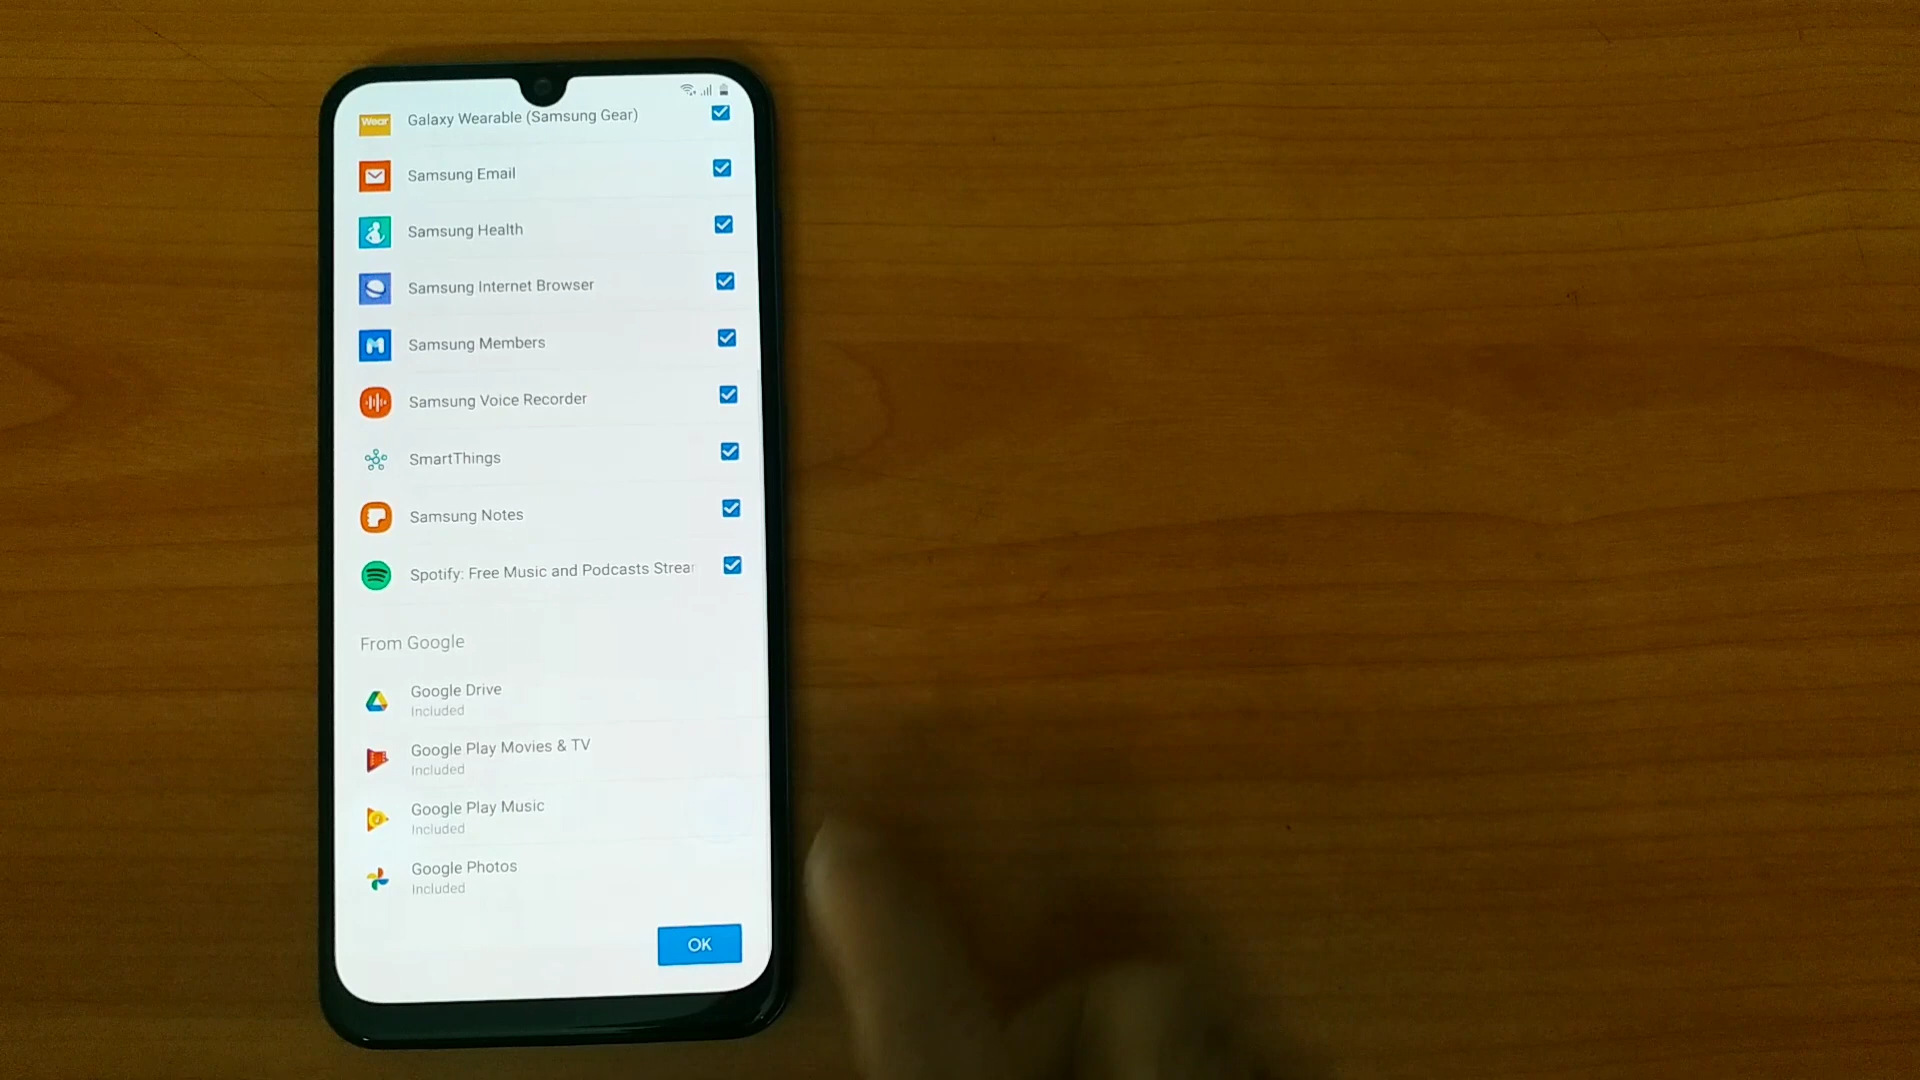 Wear
Galaxy Wearable (Samsung Gear)
Samsung Email
Samsung Health
Samsung Internet Browser
Samsung Members
Samsung Voice Recorder
SmartThings
Samsung Notes
Spotify: Free Music and Podcasts Strea
From Google
Google Drive
Included
Google Play Movies & TV
Included
Google Play Music
Included
Google Photos
Included
OK